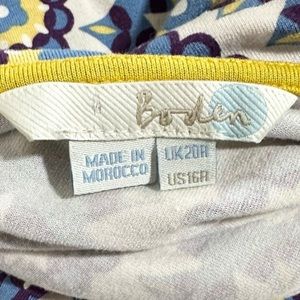 Boden
MADE IN
MOROCCO
UK20R
US16R